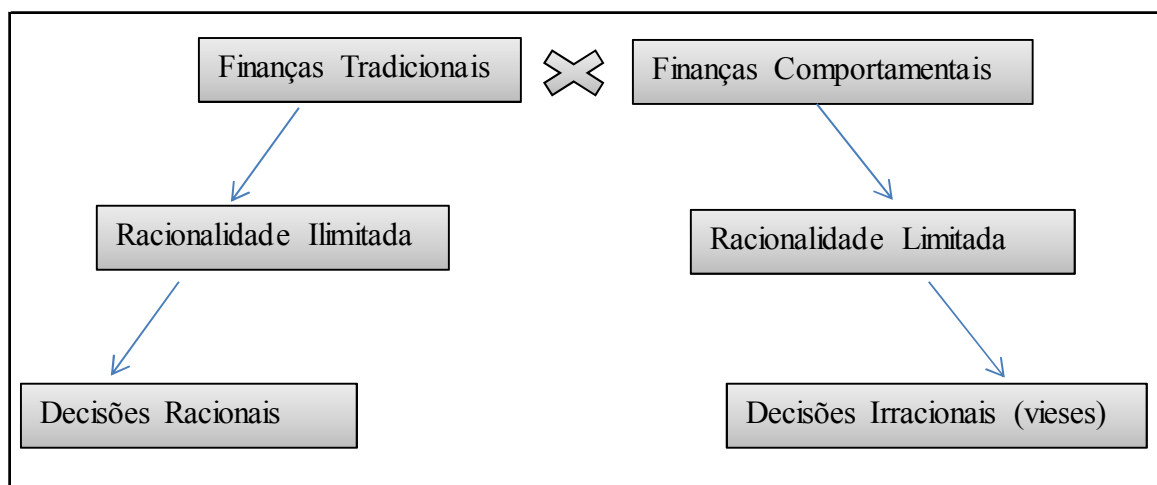 Finanças Tradicionais
Finanças Comportamentais
Racionalidade Ilimitada
Racionalidade Limitada
Decisões Racionais
Decisões Irracionais (vieses)